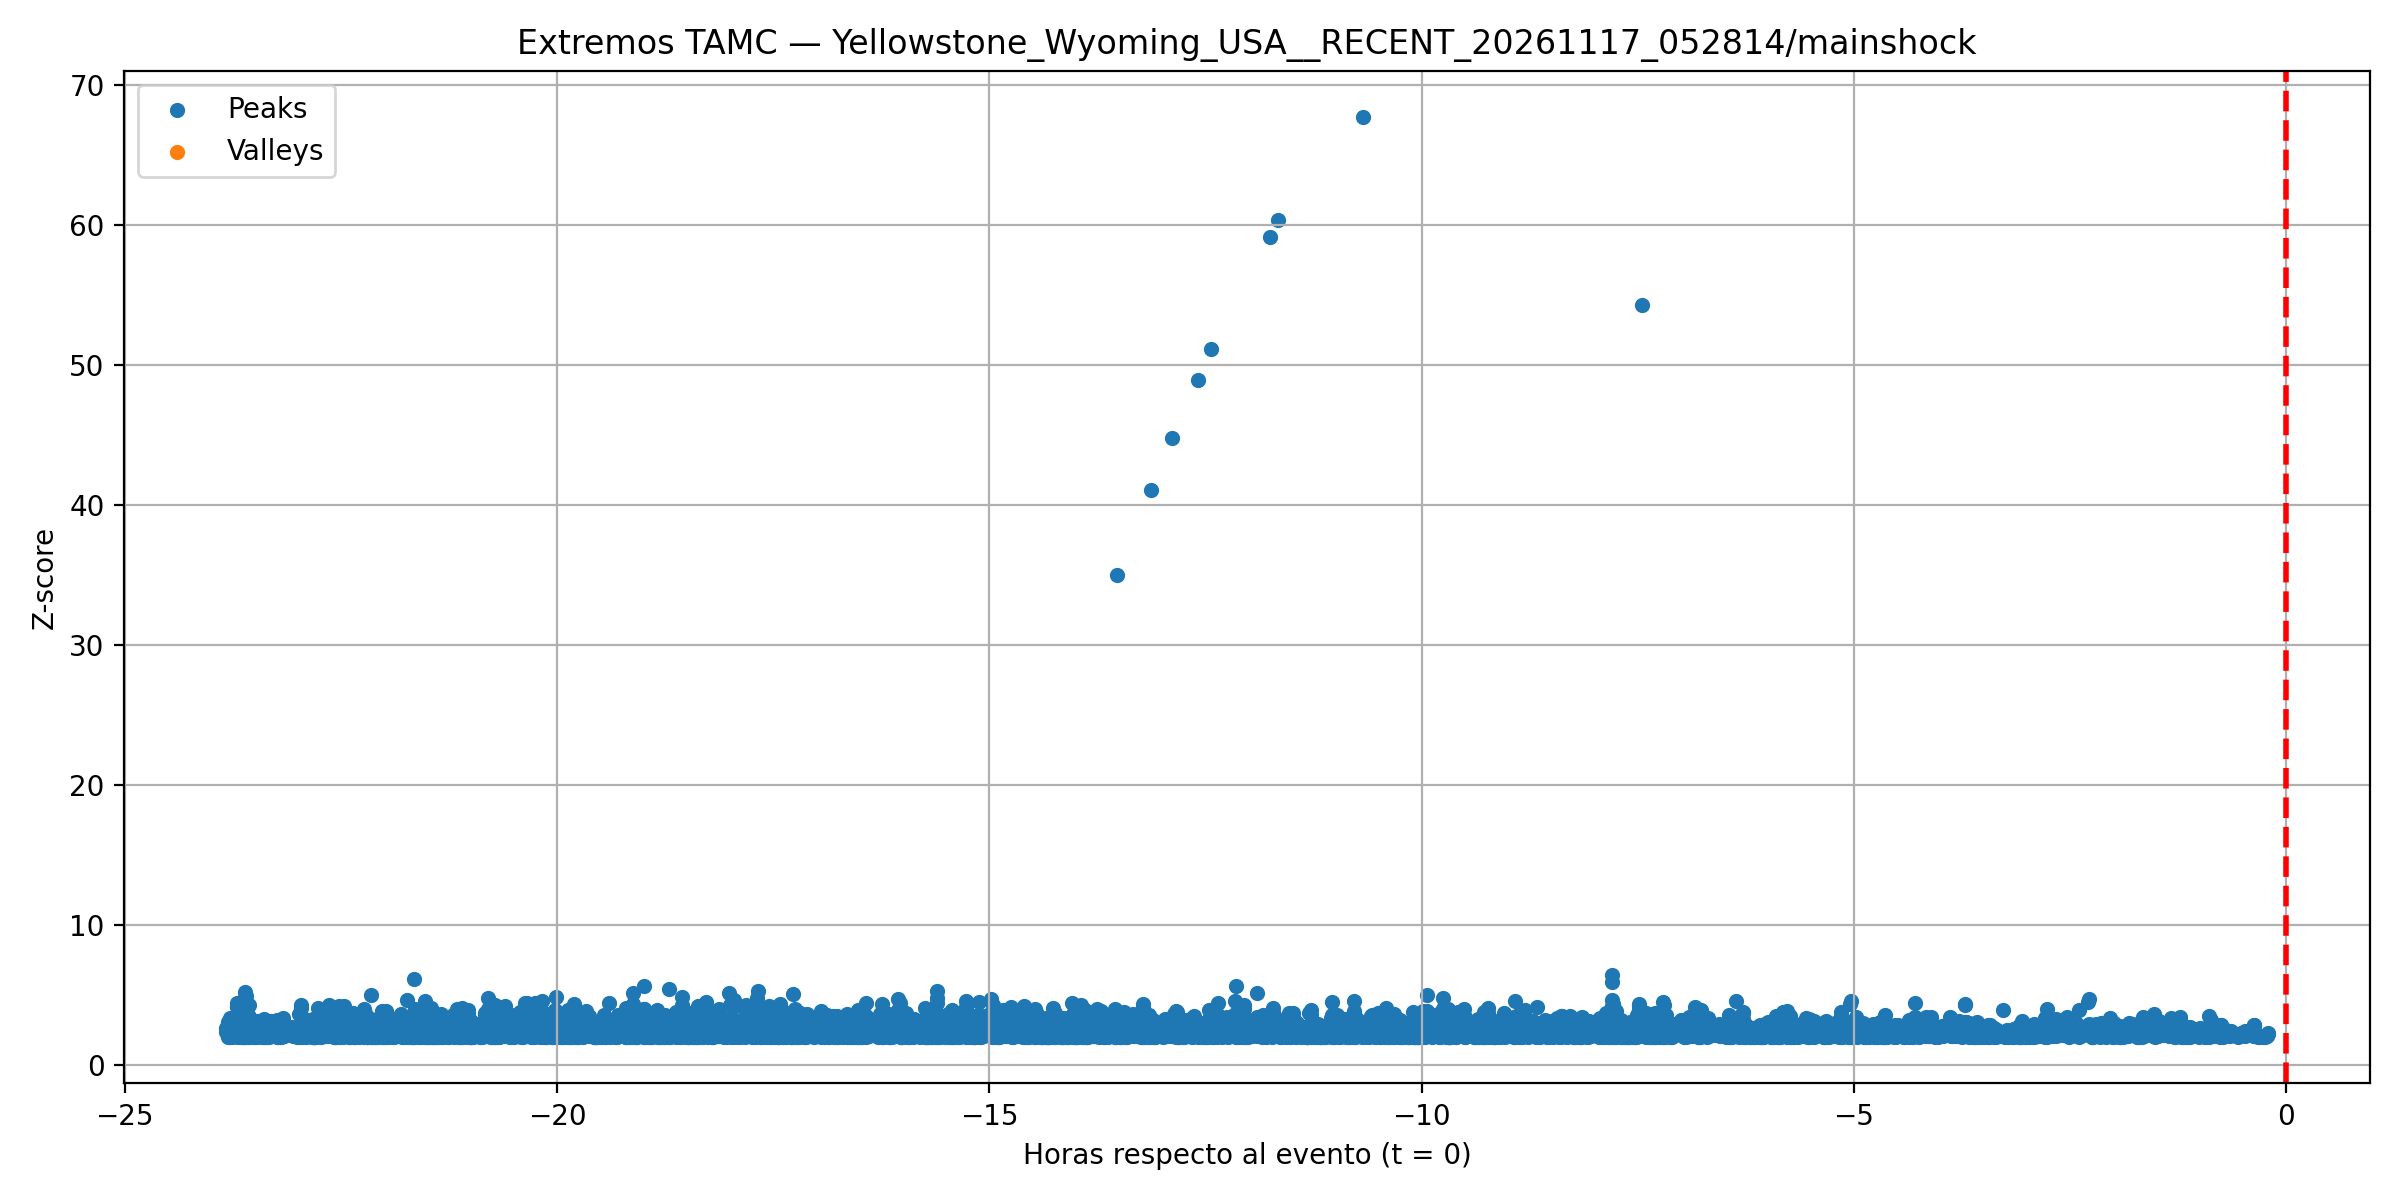 Extremos TAMC — Yellowstone_Wyoming_USA__RECENT_20261117_052814/mainshock
Peaks
Valleys
70
60
50
40
30
20
10
0
Z-score
−25 −20 −15 −10 −5 0
Horas respecto al evento (t = 0)